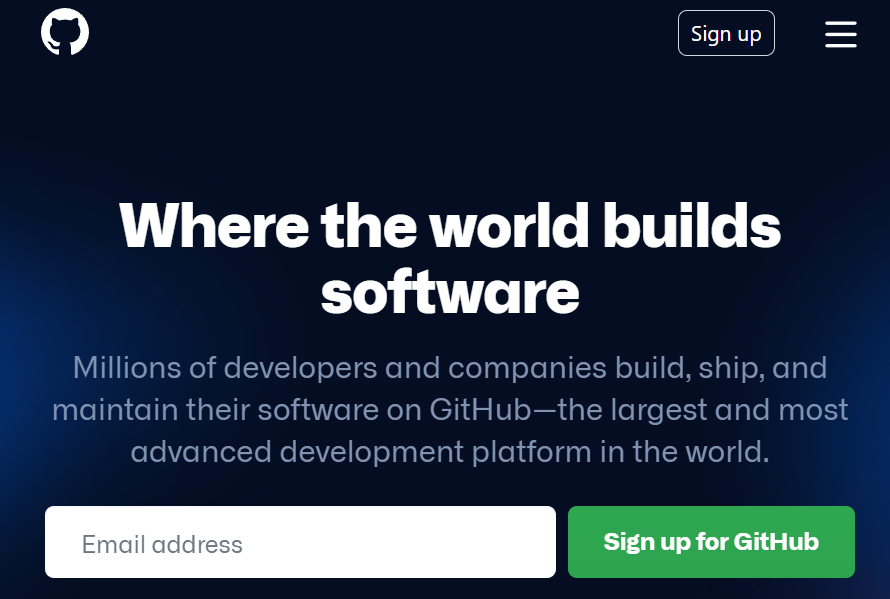 Sign up
Where the world builds
software
Millions of developers and companies build, ship, and
maintain their software on GitHub—the largest and most
advanced development platform in the world.
Email address
Sign up for GitHub